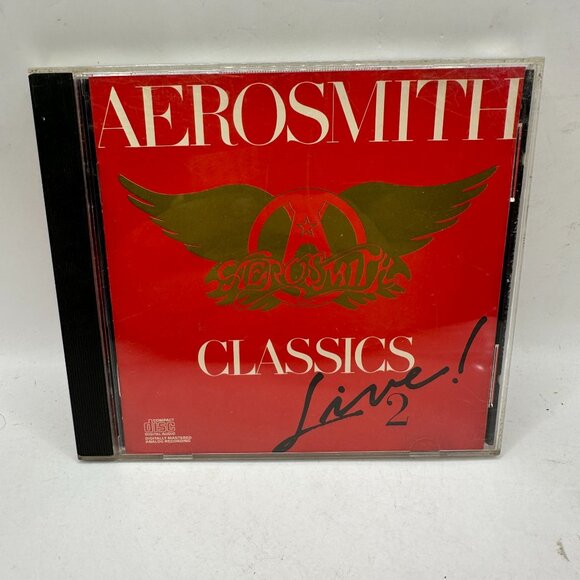 AEROSMITH
A
AEROSMITH
CLASSICS
Live!
2
COMPACT
disc
DIGITAL AUDIO
DIGITALLY MASTERED
ANALOG RECORDING